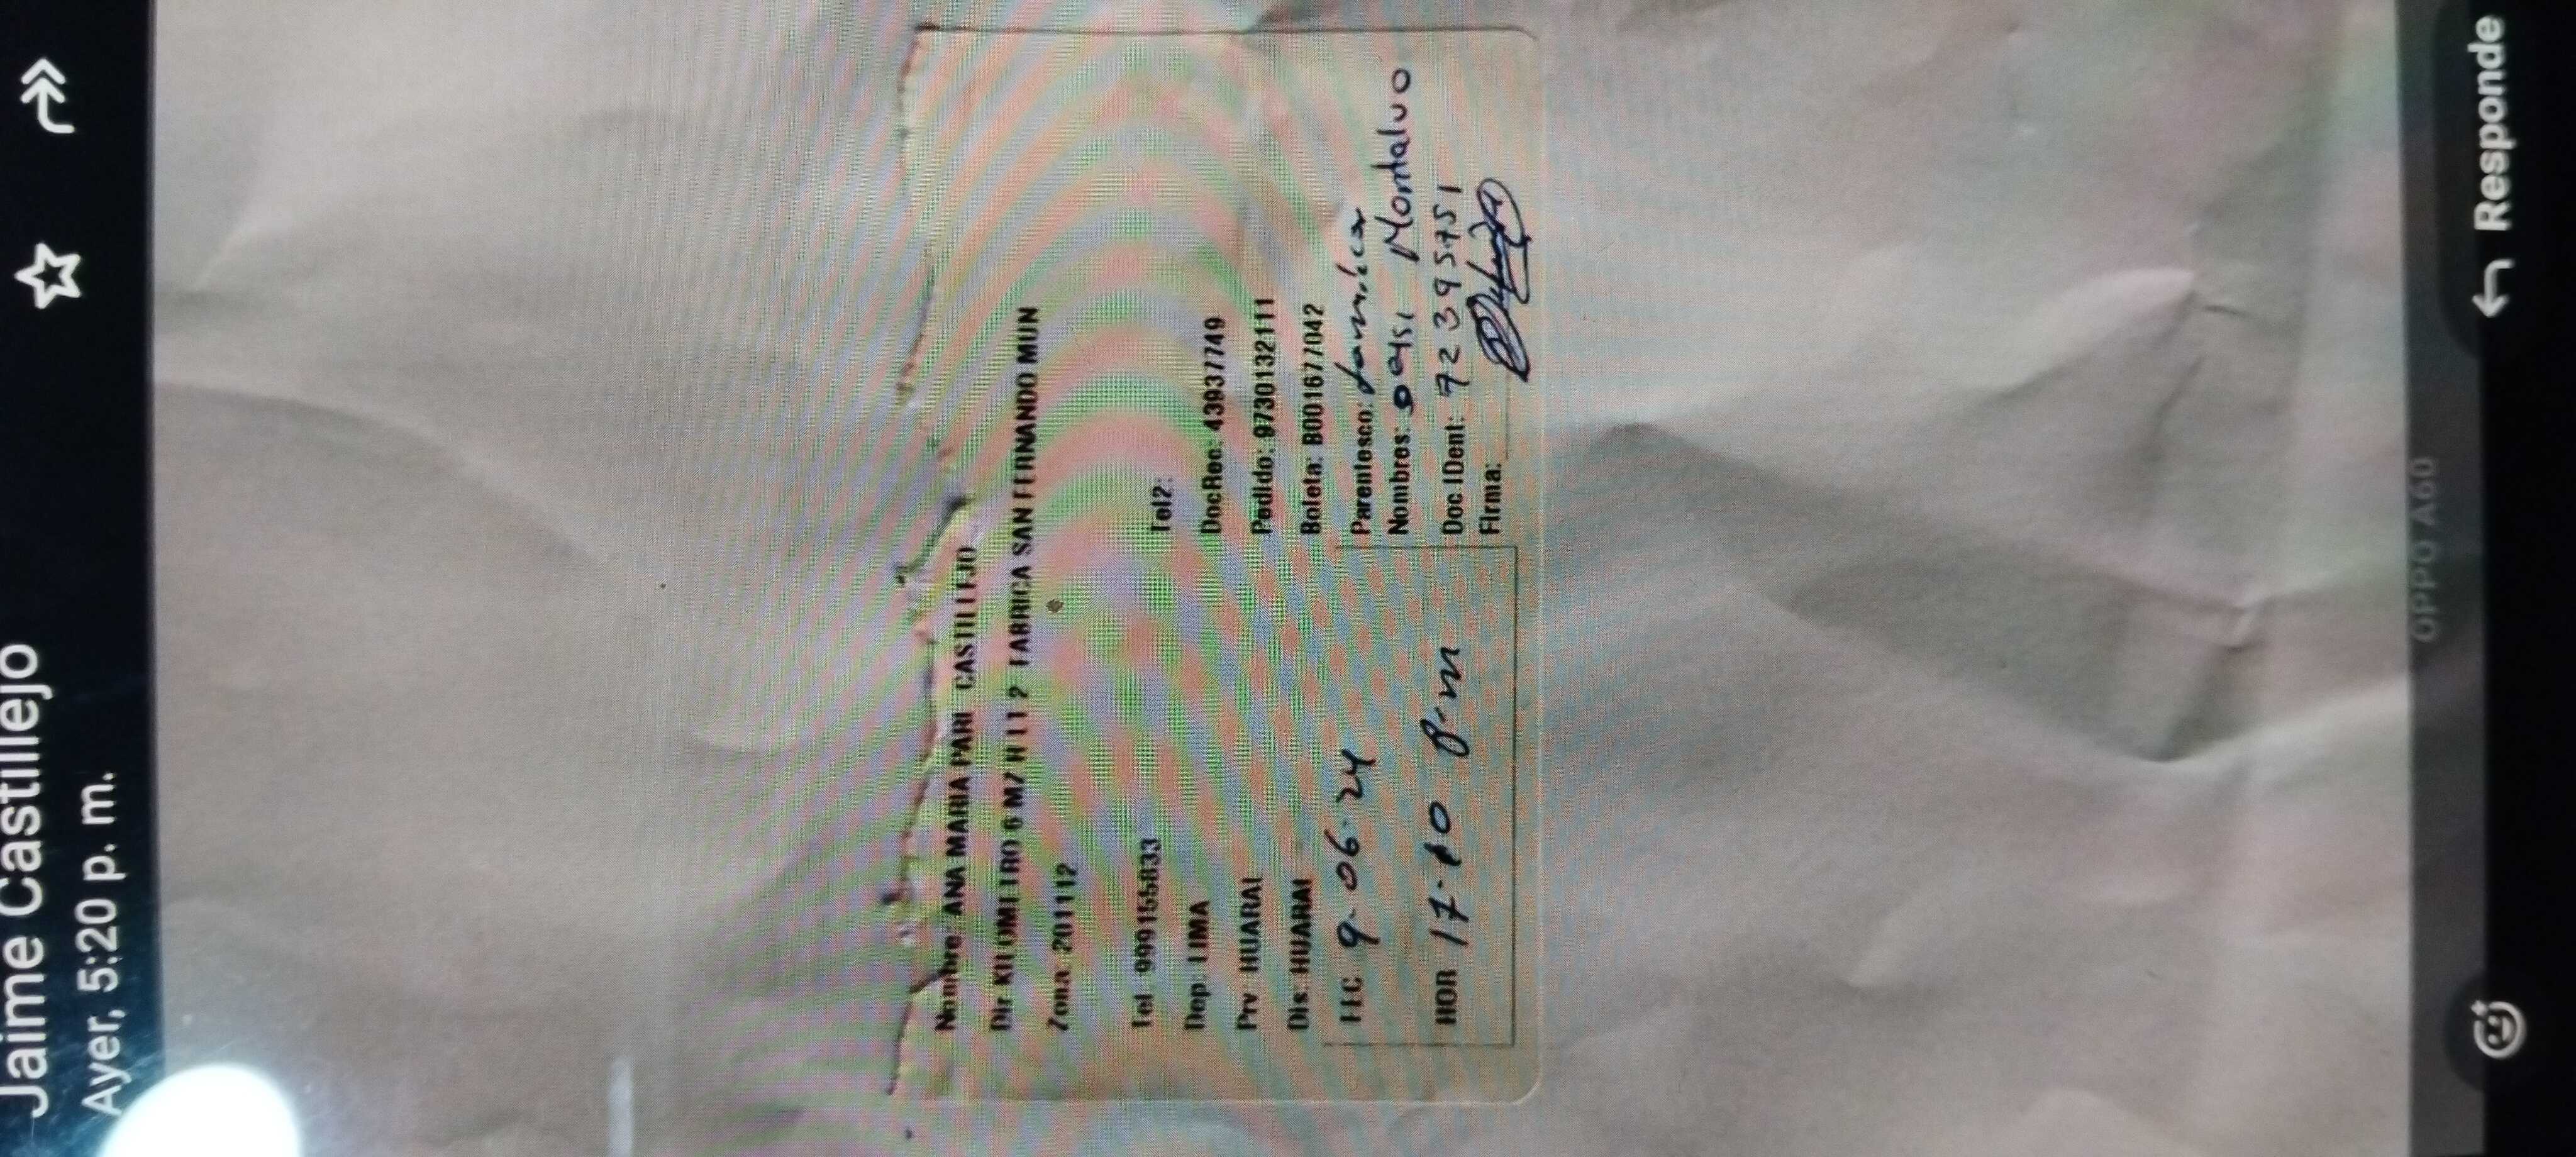 Jaime Castillejo
Ayer, 5:20 p. m.
Nombre: ANA MARIA PARI CASTILLEJO
Dir KILOMETRO 6 MZ H LT 2 FABRICA SAN FERNANDO MUN
Zona: 201112
Tel: 999155833 Tel2:
Dep: LIMA DocRec: 43937749
Prv HUARAL Pedido: 9730132111
Dis: HUARAL Boleta: B001677042
FEC 9-06-24 Parentesco:
Nombres: Montalvo
HOR 17-10 P.m Doc IDent: 92395751
Firma:
OPPO A60
Responde